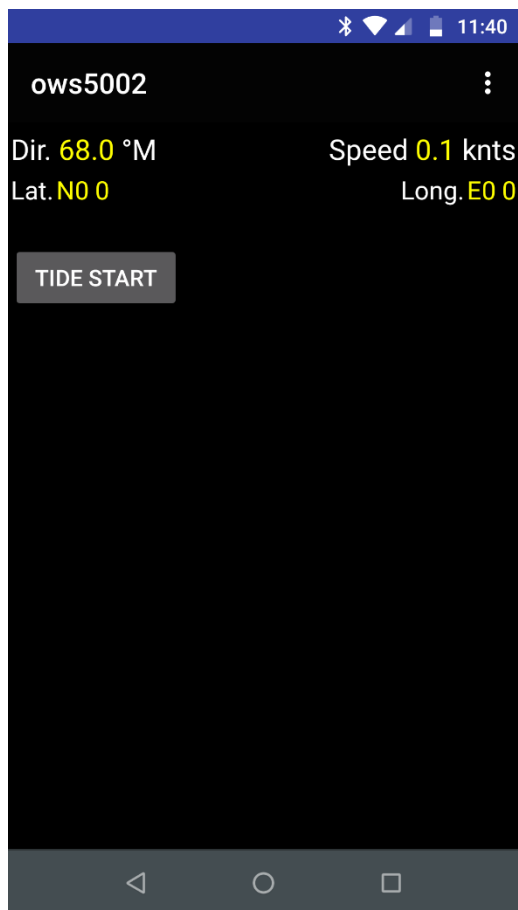 11:40
ows5002
Dir. 68.0 °M Speed 0.1 knts
Lat. N0 0 Long. E0 0
TIDE START